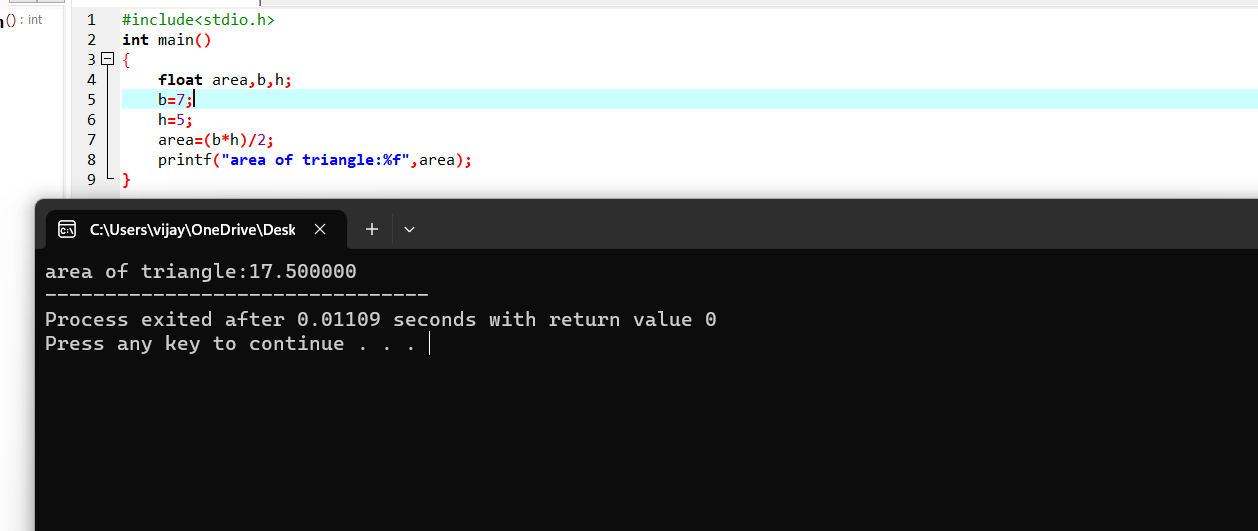 () : int
1 #include<stdio.h>
2 int main()
3 {
4 float area,b,h;
5 b=7;
6 h=5;
7 area=(b*h)/2;
8 printf("area of triangle:%f",area);
9 }
C:\Users\vijay\OneDrive\Desk
area of triangle:17.500000
--------------------------------
Process exited after 0.01109 seconds with return value 0
Press any key to continue . . .